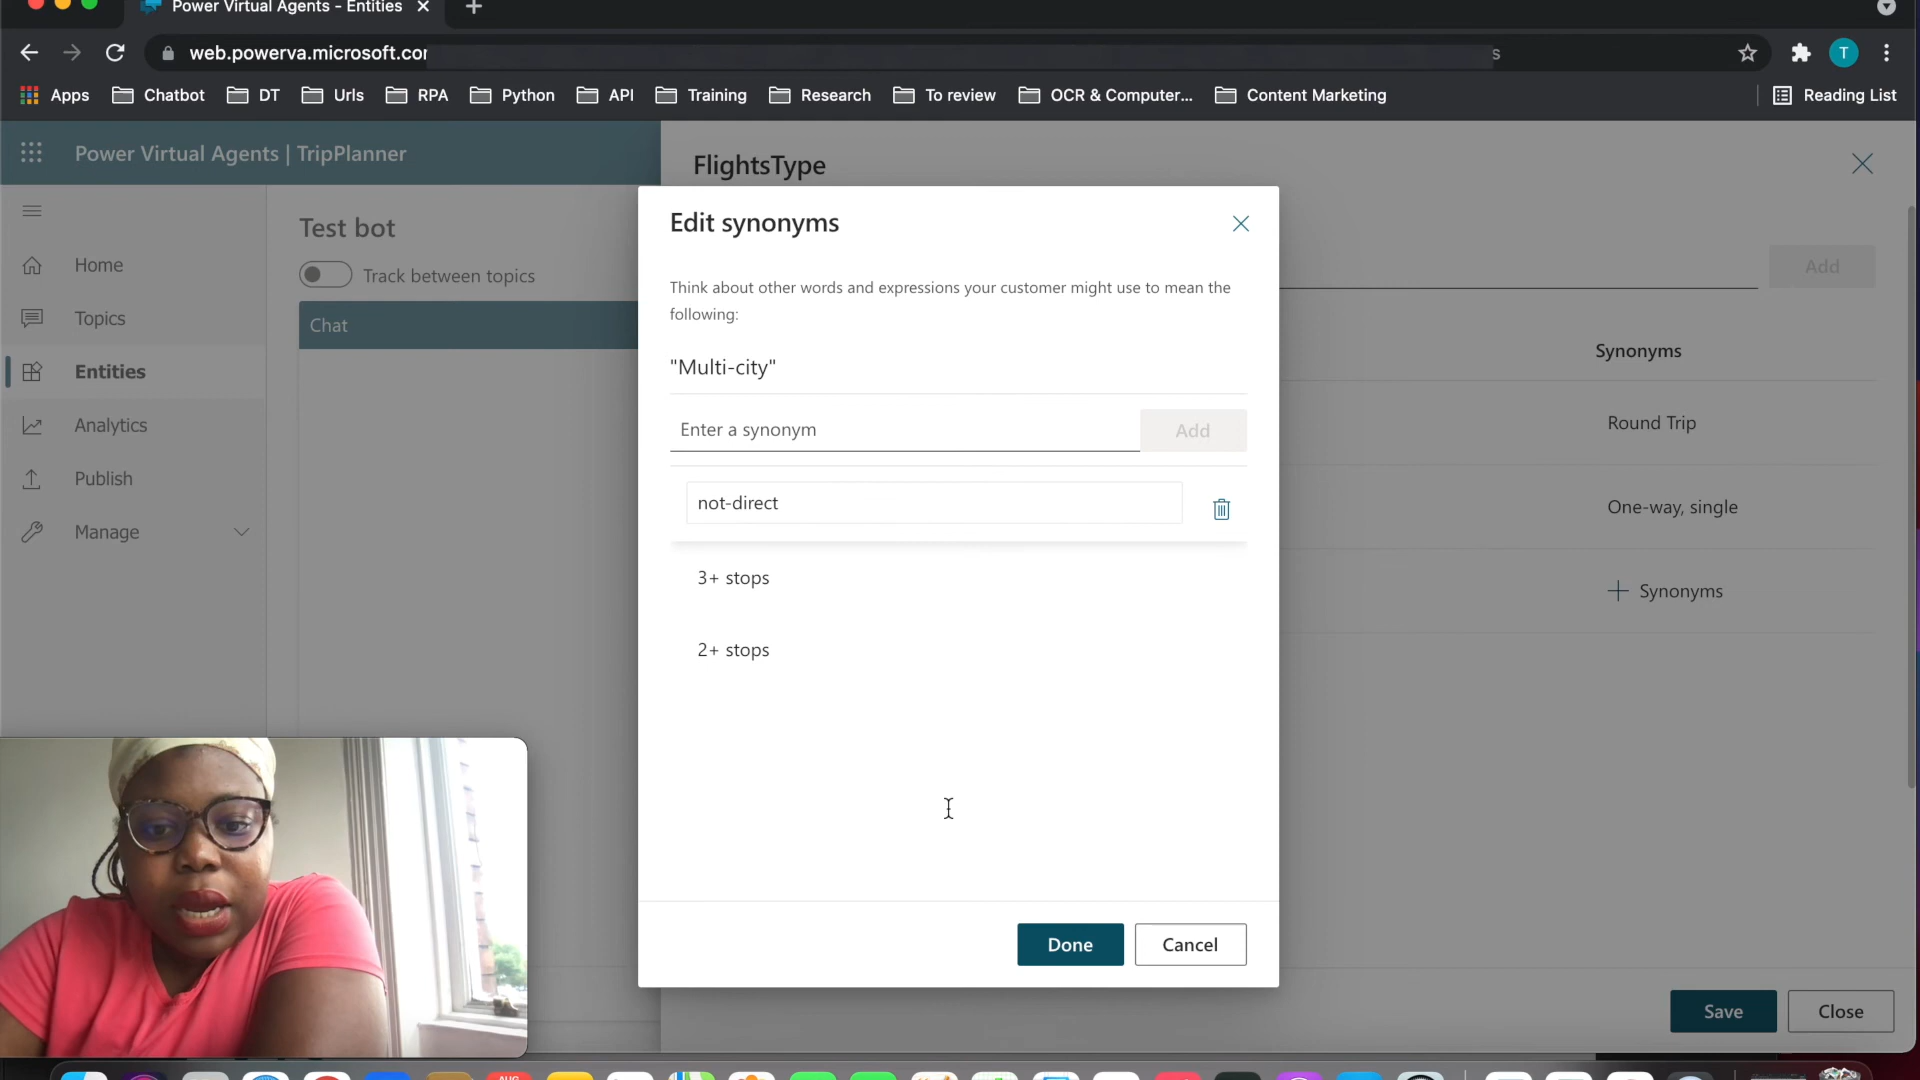 Power Virtual Agents - Entities
web.powerva.microsoft.co
s
T
Apps
Chatbot
DT
Urls
RPA
Python
API
Training
Research
To review
OCR & Computer...
Content Marketing
Reading List
Power Virtual Agents | TripPlanner
FlightsType
Home
Topics
Entities
Analytics
Publish
Manage
Test bot
Track between topics
Chat
Edit synonyms
Think about other words and expressions your customer might use to mean the
following:
"Multi-city"
Enter a synonym
Add
not-direct
3+ stops
2+ stops
Done
Cancel
Add
Synonyms
Round Trip
One-way, single
Synonyms
Save
Close
AUG